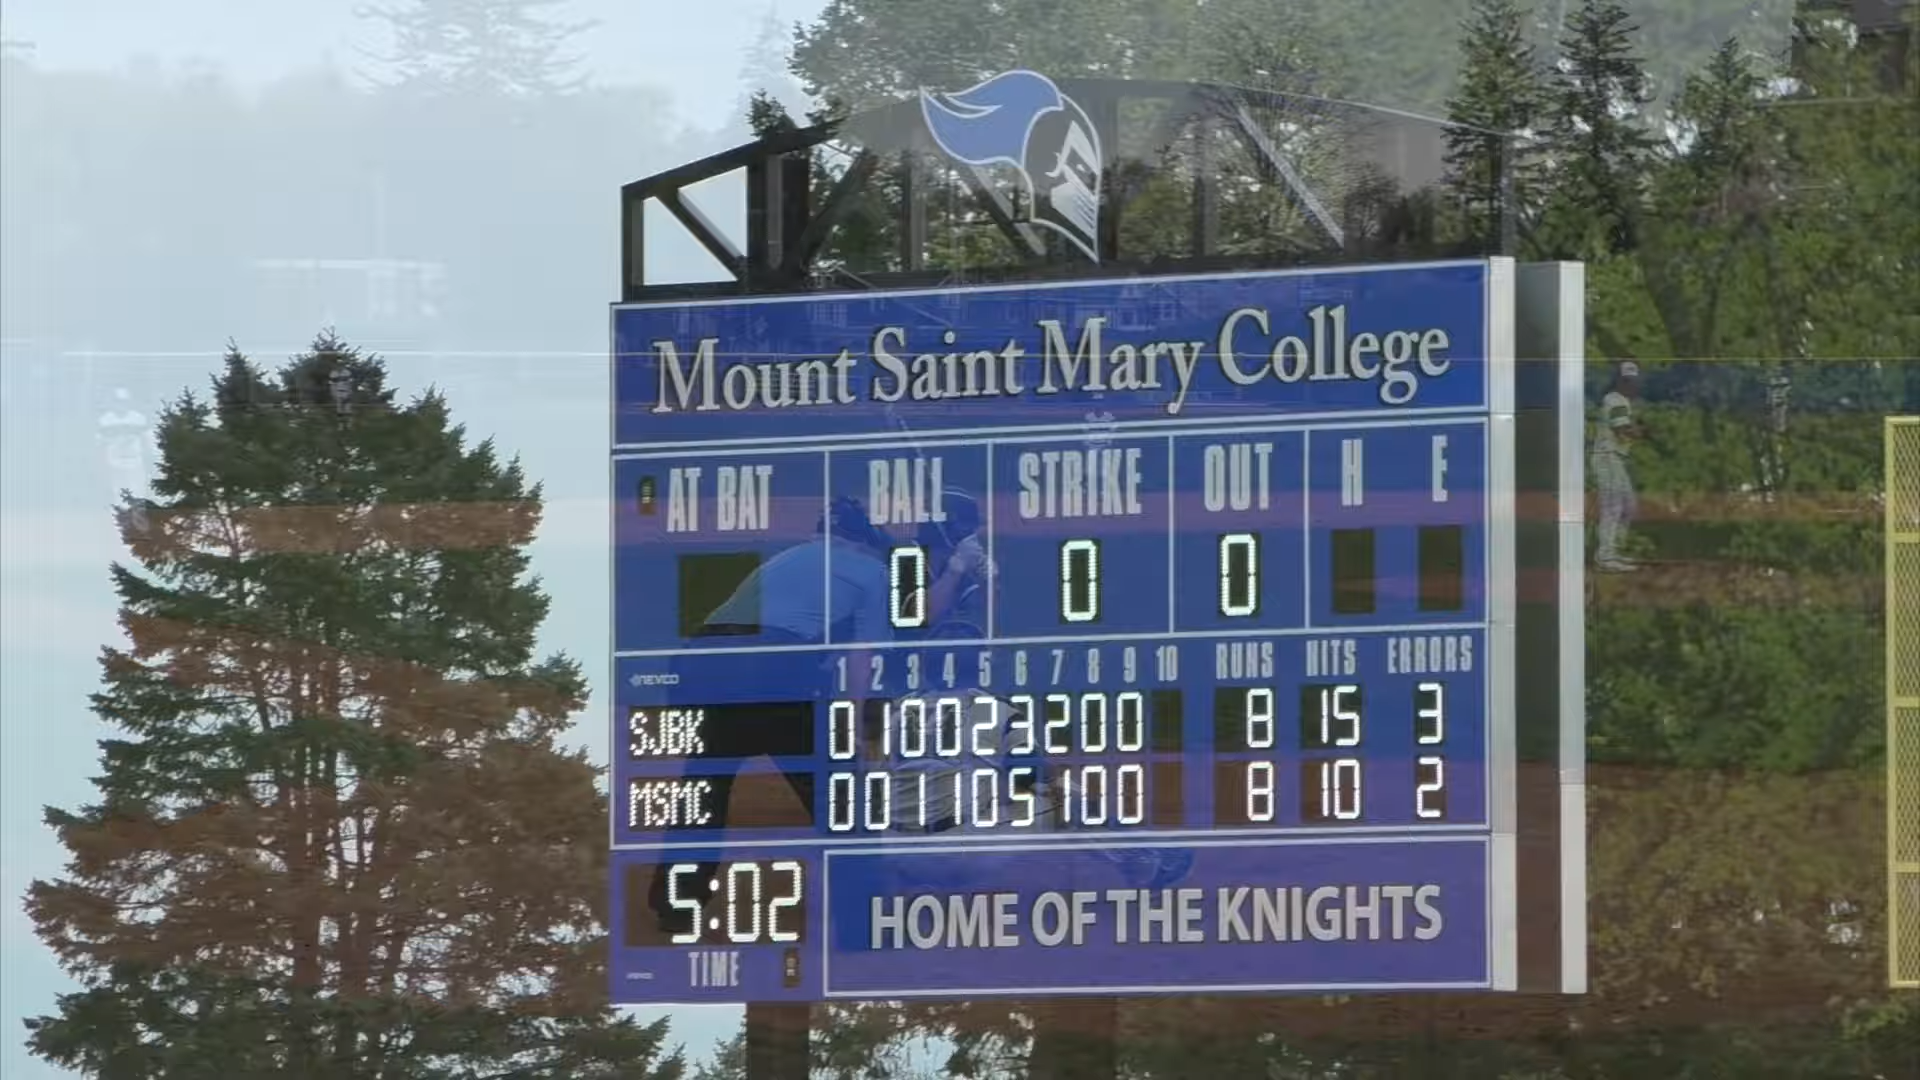 Mount Saint Mary College
AT BAT BALL STRIKE OUT H E
0 0 0
1 2 3 4 5 6 7 8 9 10 RUNS HITS ERRORS
NEVCO
SJBK 0 1 0 0 2 3 2 0 0 8 15 3
MSMC 0 0 1 1 0 5 1 0 0 8 10 2
5:02
TIME
HOME OF THE KNIGHTS